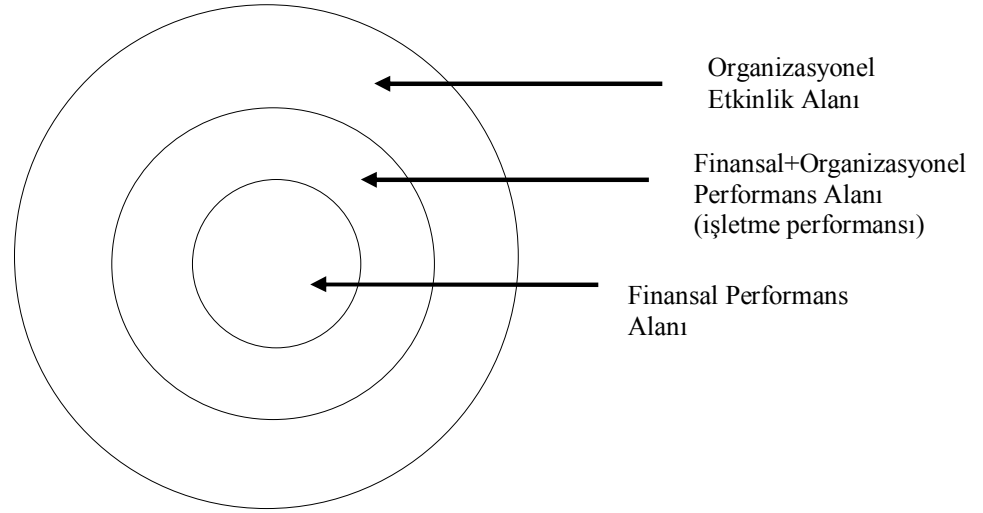 Organizasyonel
Etkinlik Alanı
Finansal+Organizasyonel
Performans Alanı
(işletme performansı)
Finansal Performans
Alanı